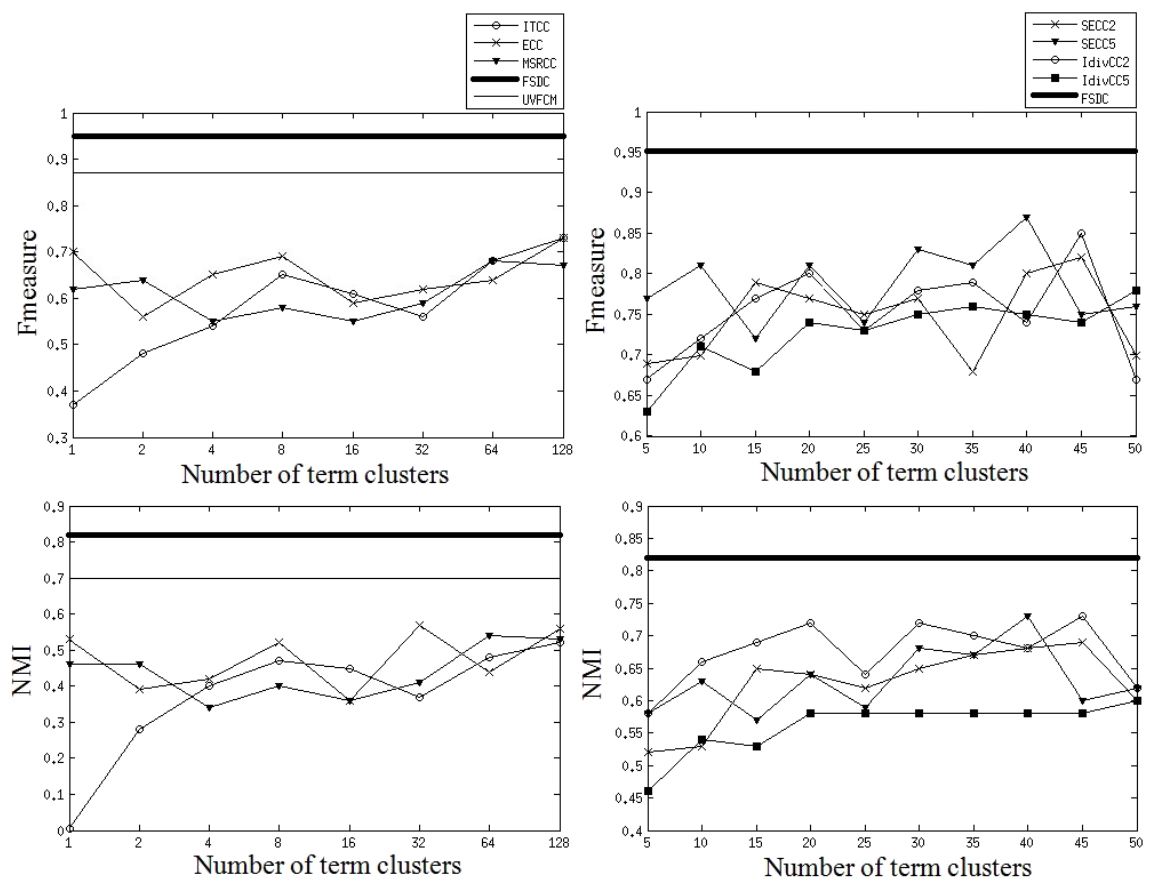 ITCC
ECC
MSRCC
FSDC
UVFCM
1
0.9
0.8
0.7
0.6
0.5
0.4
0.3
Fmeasure
1 2 4 8 16 32 64 128
Number of term clusters
SECC2
SECC5
IdivCC2
IdivCC5
FSDC
1
0.95
0.9
0.85
0.8
0.75
0.7
0.65
0.6
Fmeasure
5 10 15 20 25 30 35 40 45 50
Number of term clusters
0.9
0.8
0.7
0.6
0.5
0.4
0.3
0.2
0.1
0
NMI
1 2 4 8 16 32 64 128
Number of term clusters
0.9
0.85
0.8
0.75
0.7
0.65
0.6
0.55
0.5
0.45
0.4
NMI
5 10 15 20 25 30 35 40 45 50
Number of term clusters